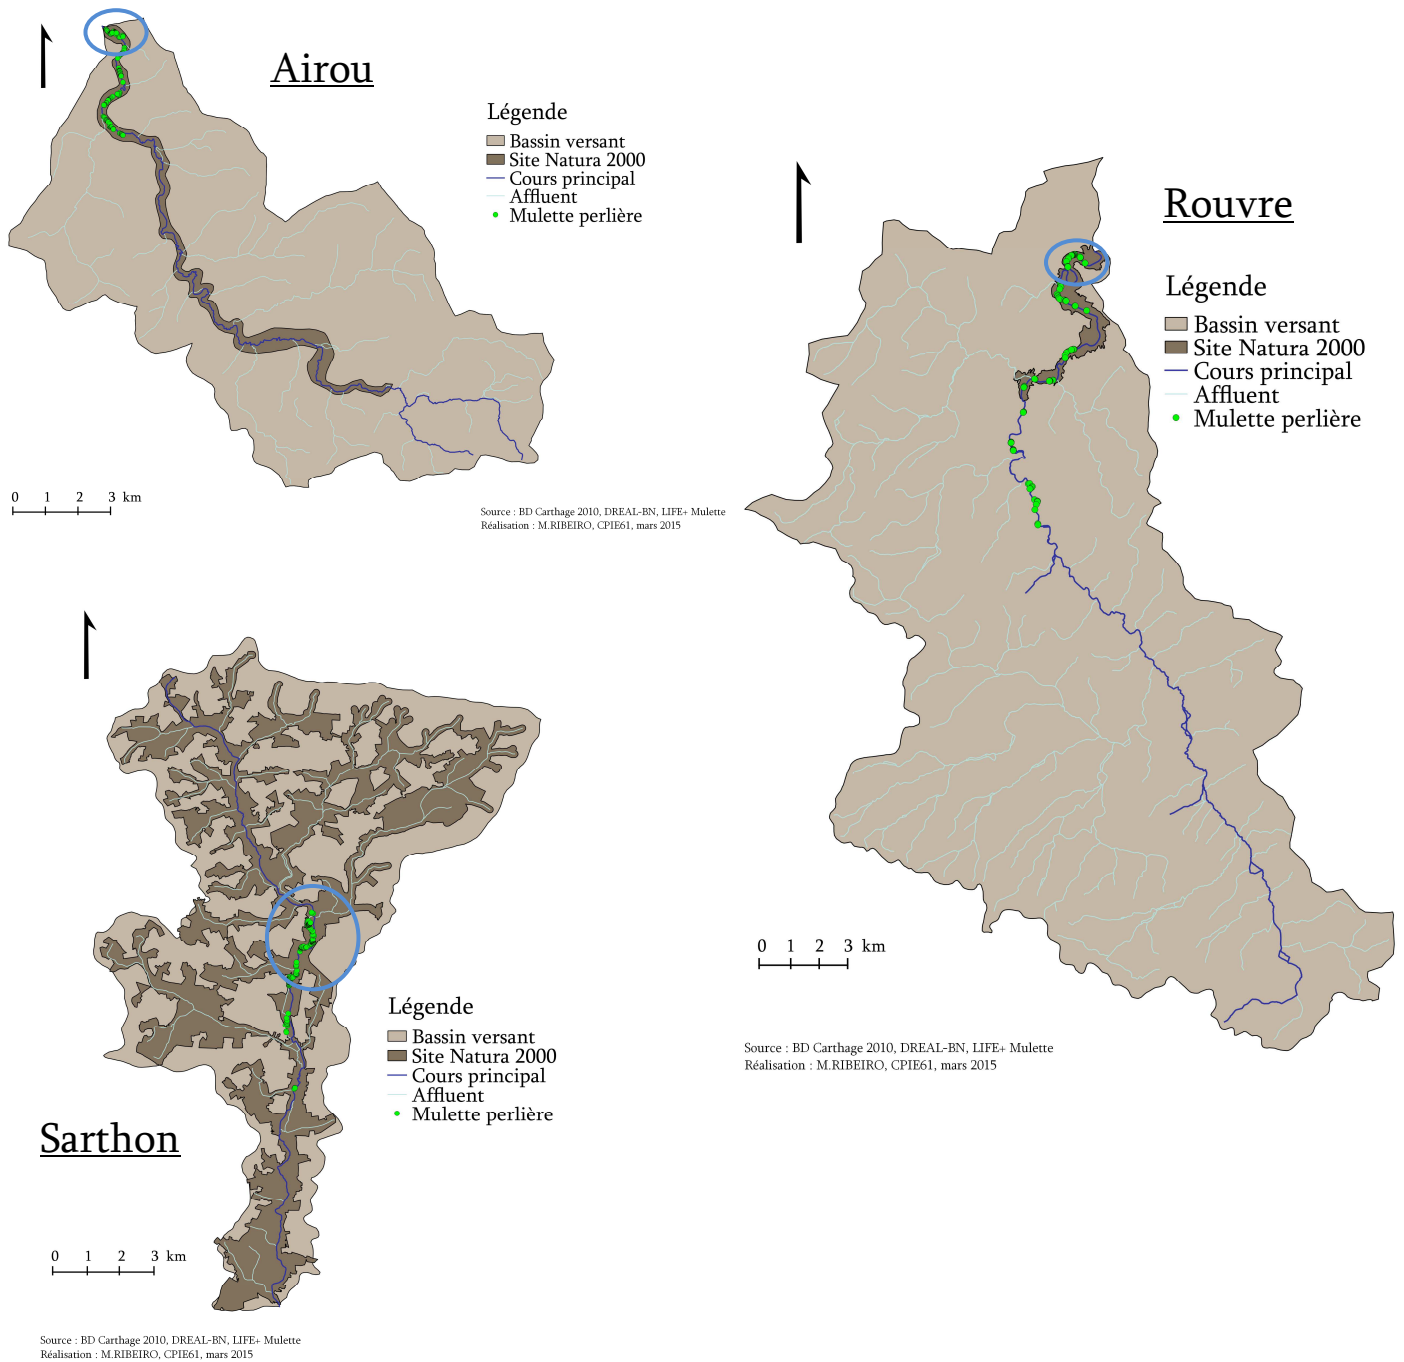 Airou
Légende
Bassin versant
Site Natura 2000
Cours principal
Affluent
Mulette perlière
0 1 2 3 km
Source : BD Carthage 2010, DREAL-BN, LIFE+ Mulette
Réalisation : M.RIBEIRO, CPIE61, mars 2015
Rouvre
Légende
Bassin versant
Site Natura 2000
Cours principal
Affluent
Mulette perlière
0 1 2 3 km
Source : BD Carthage 2010, DREAL-BN, LIFE+ Mulette
Réalisation : M.RIBEIRO, CPIE61, mars 2015
Légende
Bassin versant
Site Natura 2000
Cours principal
Affluent
Mulette perlière
Sarthon
0 1 2 3 km
Source : BD Carthage 2010, DREAL-BN, LIFE+ Mulette
Réalisation : M.RIBEIRO, CPIE61, mars 2015